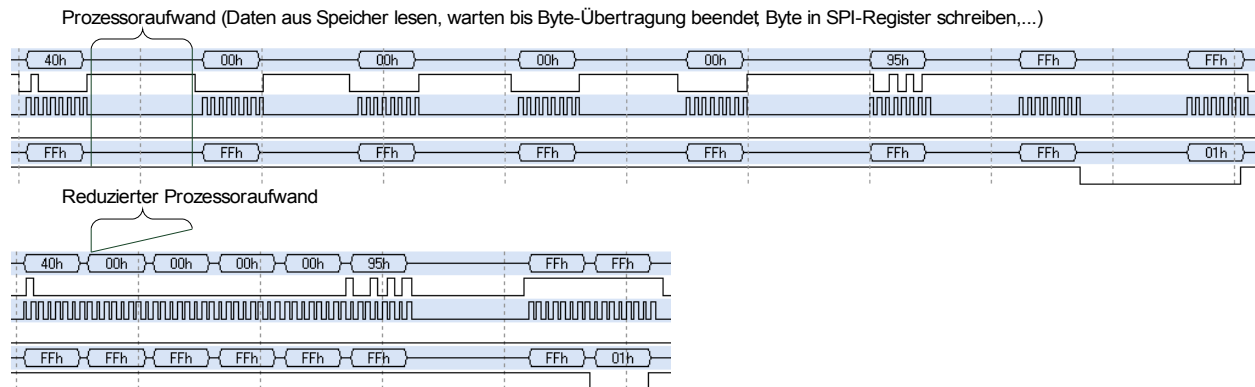 Prozessoraufwand (Daten aus Speicher lesen, warten bis Byte-Übertragung beendet, Byte in SPI-Register schreiben,...)
40h 00h 00h 00h 00h 95h FFh FFh
FFh FFh FFh FFh FFh FFh FFh 01h
Reduzierter Prozessoraufwand
40h 00h 00h 00h 00h 95h FFh FFh
FFh FFh FFh FFh FFh FFh FFh 01h